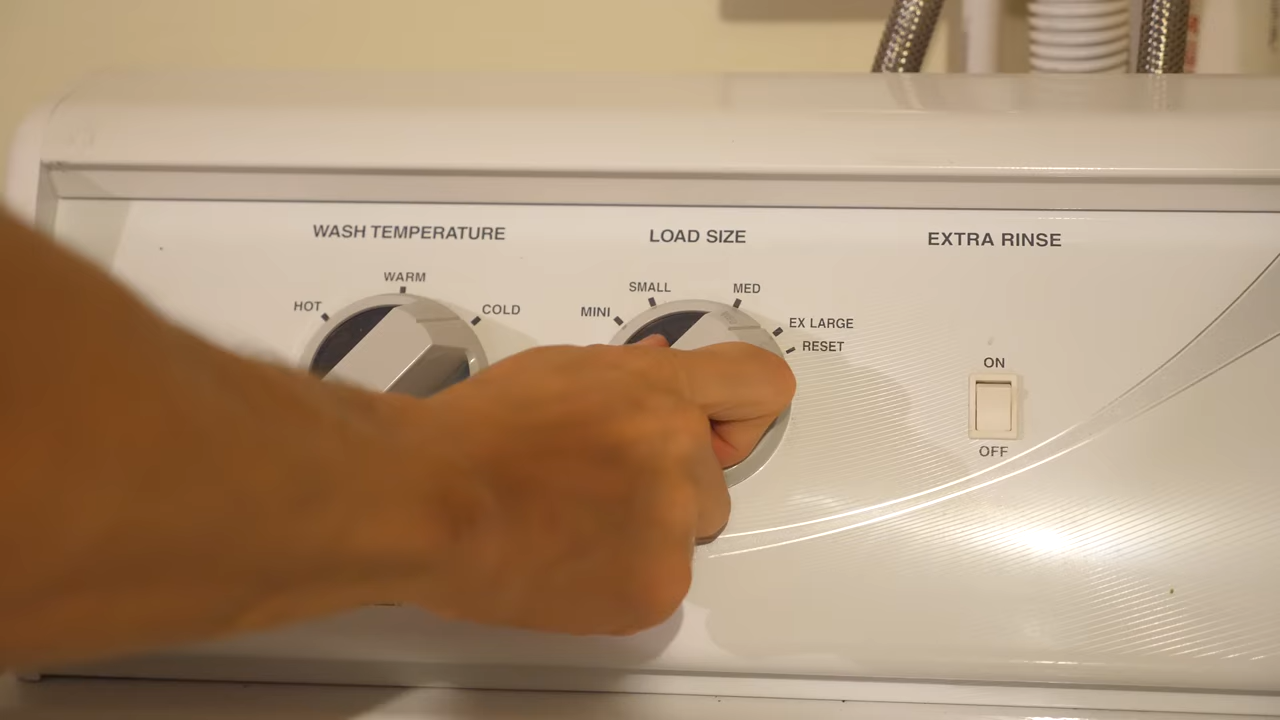 WASH TEMPERATURE
HOT
WARM
COLD
LOAD SIZE
MINI
SMALL
MED
EX LARGE
RESET
EXTRA RINSE
ON
OFF